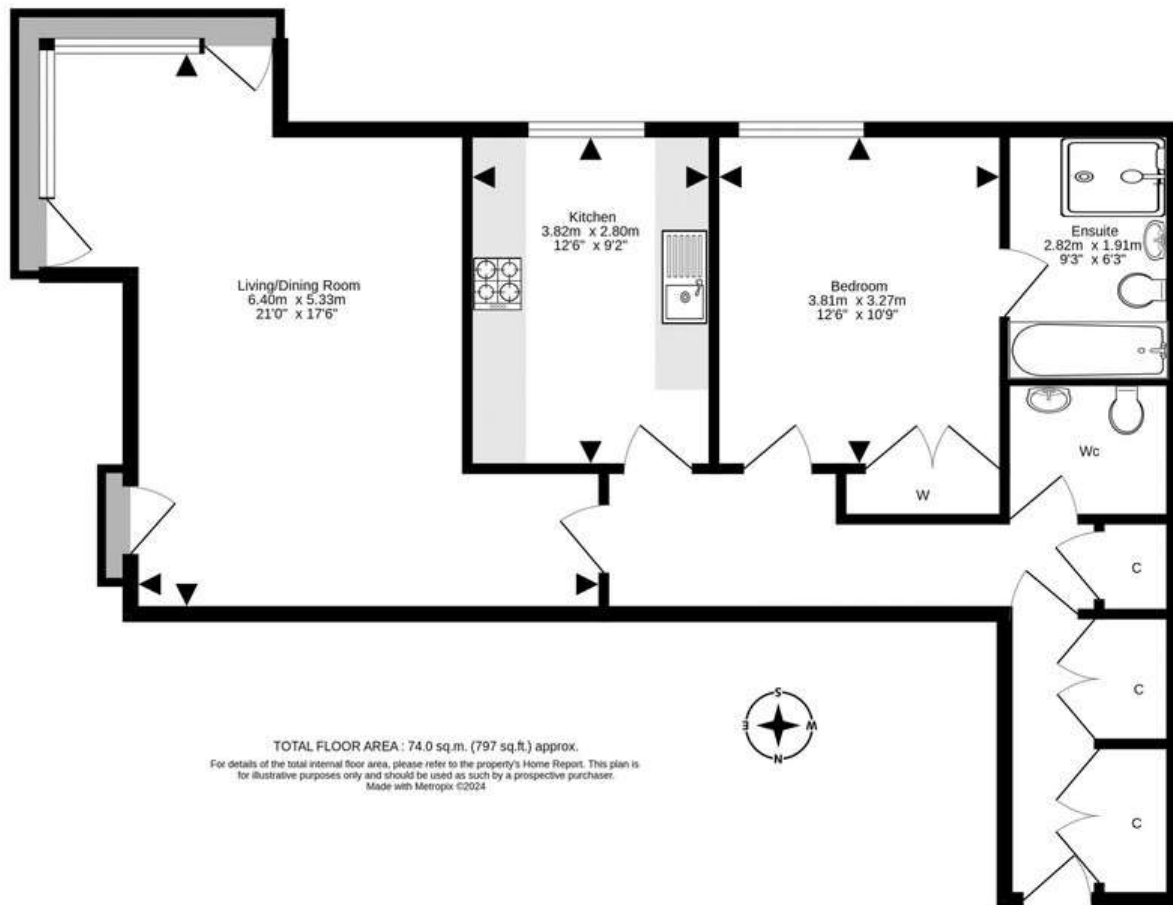 Living/Dining Room
6.40m x 5.33m
21'0" x 17'6"
Kitchen
3.82m x 2.80m
12'6" x 9'2"
Bedroom
3.81m x 3.27m
12'6" x 10'9"
Ensuite
2.82m x 1.91m
9'3" x 6'3"
Wc
W
C
C
C
S
E
W
N
TOTAL FLOOR AREA : 74.0 sq.m. (797 sq.ft.) approx.
For details of the total internal floor area, please refer to the property's Home Report. This plan is
for illustrative purposes only and should be used as such by a prospective purchaser.
Made with Metropix ©2024